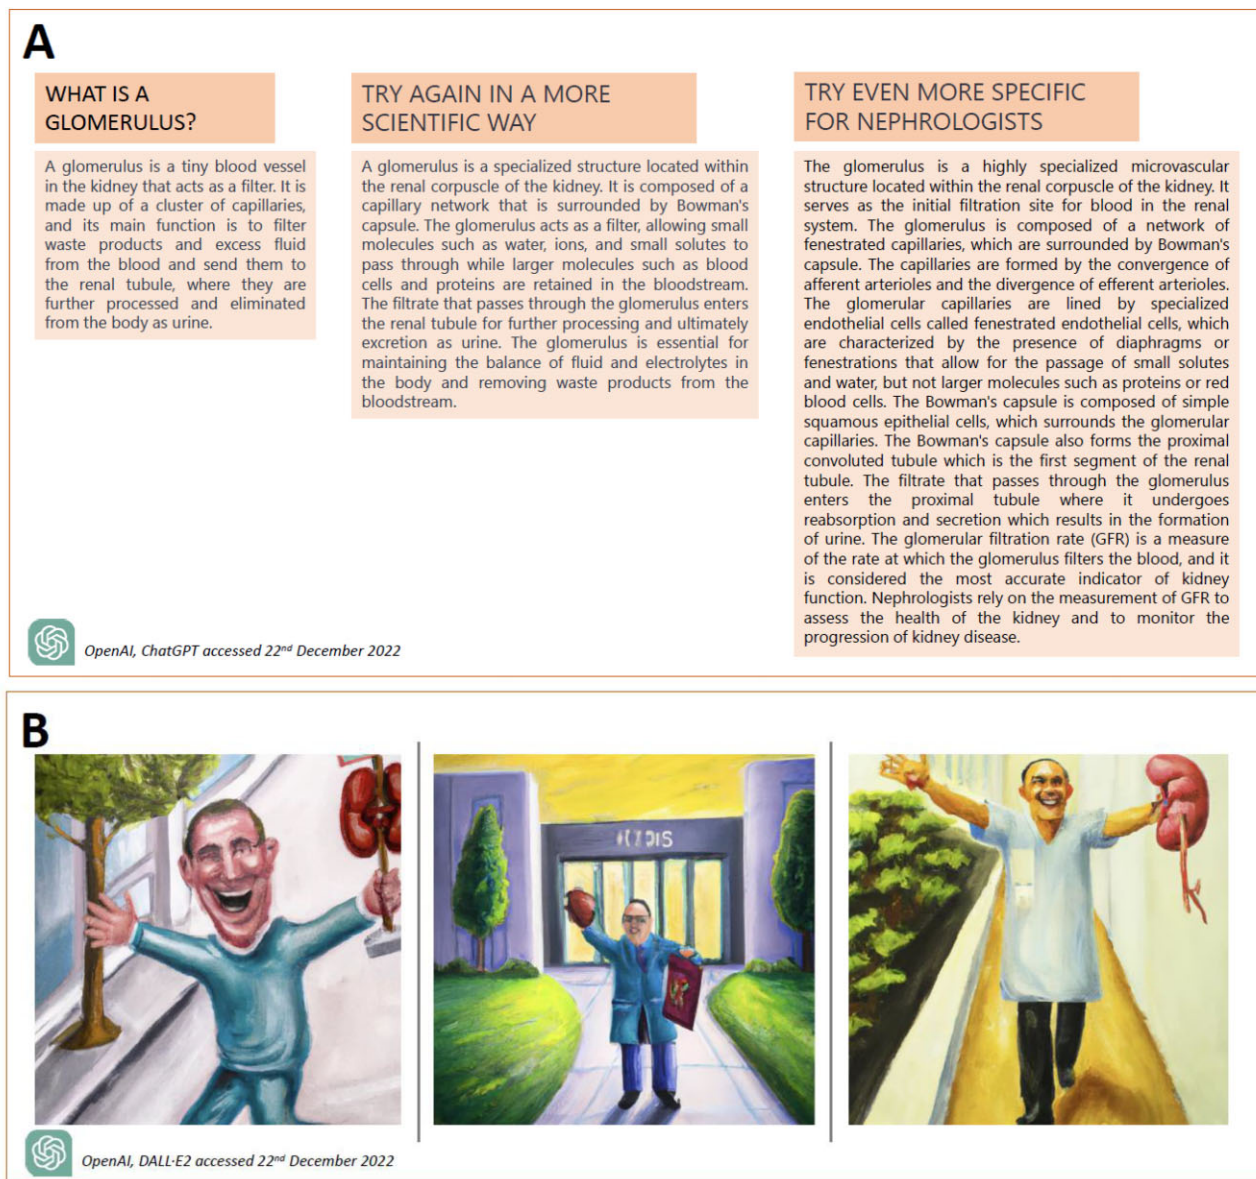 A
WHAT IS A
GLOMERULUS?
A glomerulus is a tiny blood vessel
in the kidney that acts as a filter. It is
made up of a cluster of capillaries,
and its main function is to filter
waste products and excess fluid
from the blood and send them to
the renal tubule, where they are
further processed and eliminated
from the body as urine.
TRY AGAIN IN A MORE
SCIENTIFIC WAY
A glomerulus is a specialized structure located within
the renal corpuscle of the kidney. It is composed of a
capillary network that is surrounded by Bowman's
capsule. The glomerulus acts as a filter, allowing small
molecules such as water, ions, and small solutes to
pass through while larger molecules such as blood
cells and proteins are retained in the bloodstream.
The filtrate that passes through the glomerulus enters
the renal tubule for further processing and ultimately
excretion as urine. The glomerulus is essential for
maintaining the balance of fluid and electrolytes in
the body and removing waste products from the
bloodstream.
TRY EVEN MORE SPECIFIC
FOR NEPHROLOGISTS
The glomerulus is a highly specialized microvascular
structure located within the renal corpuscle of the kidney. It
serves as the initial filtration site for blood in the renal
system. The glomerulus is composed of a network of
fenestrated capillaries, which are surrounded by Bowman's
capsule. The capillaries are formed by the convergence of
afferent arterioles and the divergence of efferent arterioles.
The glomerular capillaries are lined by specialized
endothelial cells called fenestrated endothelial cells, which
are characterized by the presence of diaphragms or
fenestrations that allow for the passage of small solutes
and water, but not larger molecules such as proteins or red
blood cells. The Bowman's capsule is composed of simple
squamous epithelial cells, which surrounds the glomerular
capillaries. The Bowman's capsule also forms the proximal
convoluted tubule which is the first segment of the renal
tubule. The filtrate that passes through the glomerulus
enters the proximal tubule where it undergoes
reabsorption and secretion which results in the formation
of urine. The glomerular filtration rate (GFR) is a measure
of the rate at which the glomerulus filters the blood, and it
is considered the most accurate indicator of kidney
function. Nephrologists rely on the measurement of GFR to
assess the health of the kidney and to monitor the
progression of kidney disease.
OpenAI, ChatGPT accessed 22nd December 2022
B
OpenAI, DALL·E2 accessed 22nd December 2022